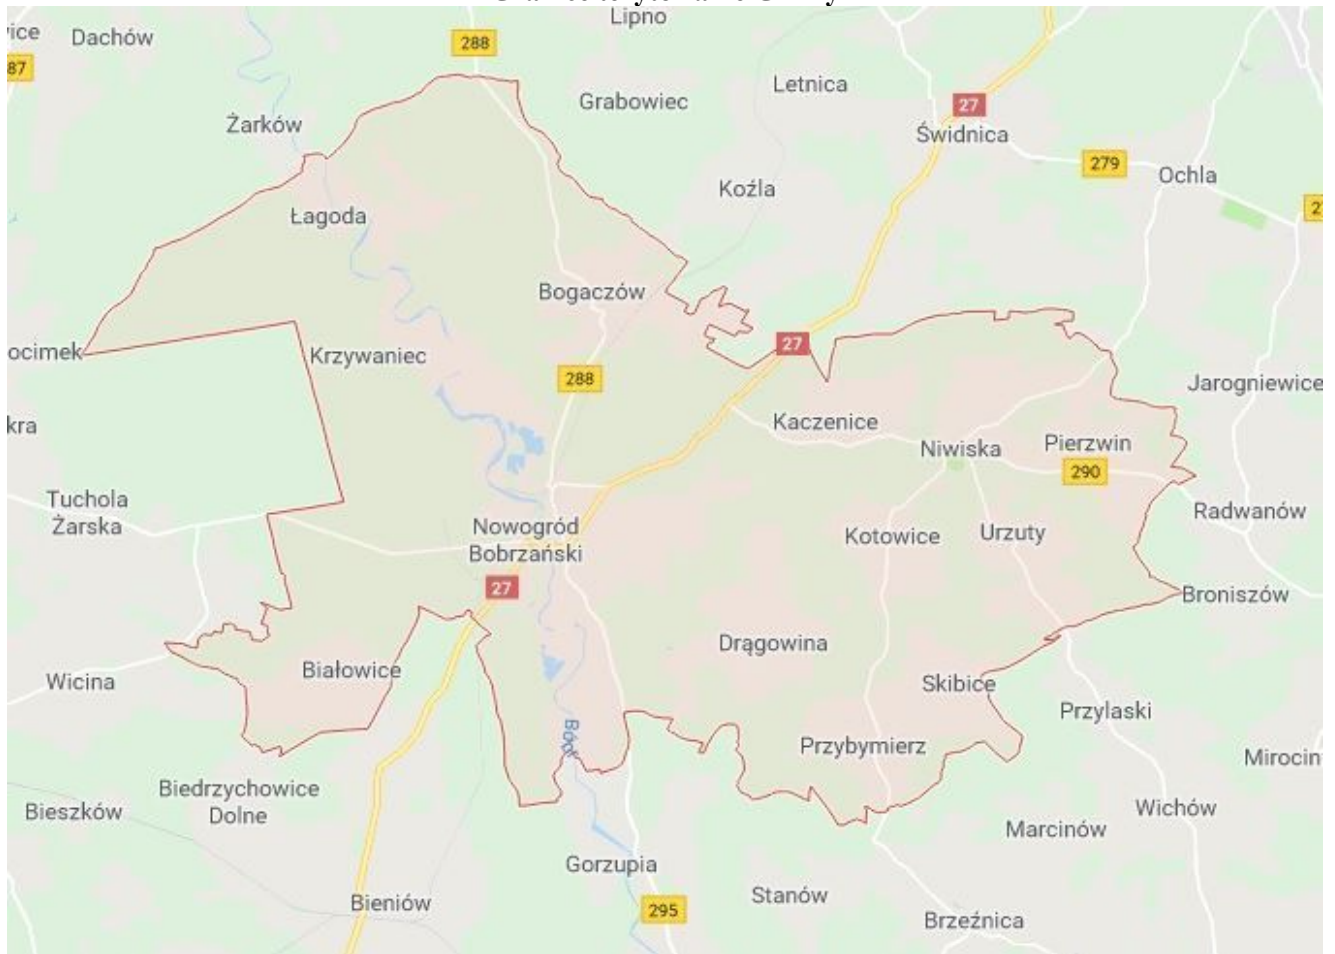 Lipno
Dachów
288
87
Letnica
Grabowiec
27
Żarków
Świdnica
279
Ochla
Koźla
Łagoda
Bogaczów
27
Krzywaniec
288
Jarogniewice
Kaczenice
Niwiska
Pierzwin
290
Tuchola
Żarska
Radwanów
Nowogród
Bobrzański
Kotowice
Urzuty
27
Broniszów
Drągowina
Białowice
Wicina
Skibice
Przylaski
Bóbr
Przybymierz
Mirocin
Biedrzychowice
Dolne
Bieszków
Wichów
Marcinów
Gorzupia
Stanów
Bieniów
295
Brzeźnica